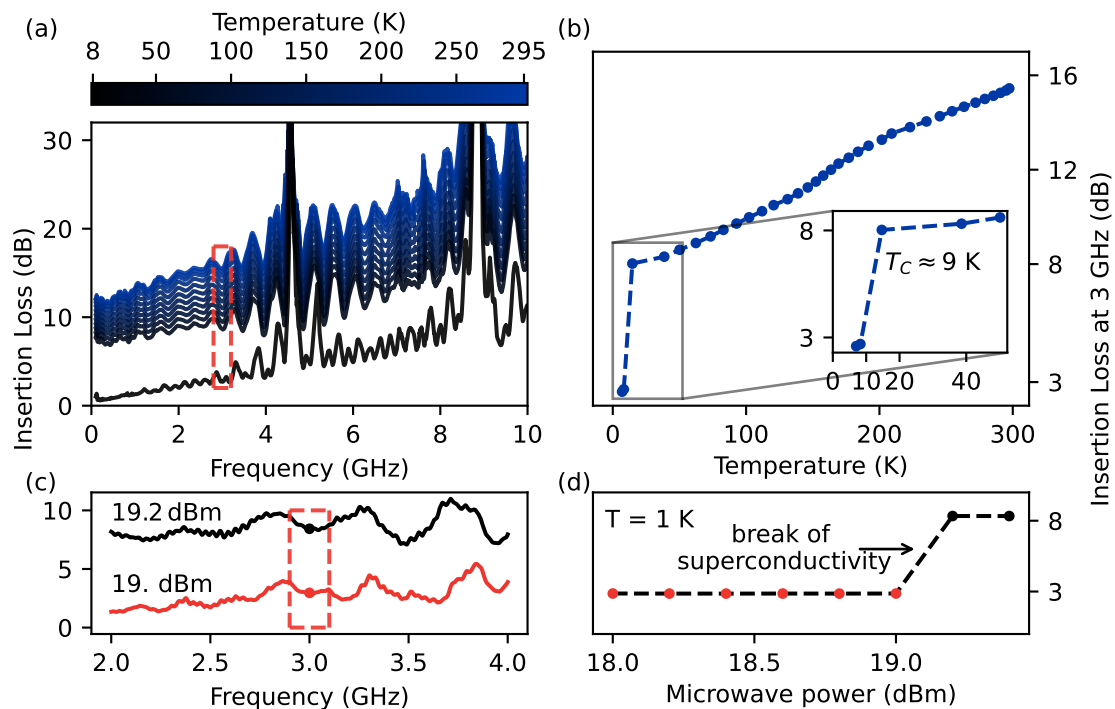 (a)
Temperature (K)
8 50 100 150 200 250 295
Insertion Loss (dB)
30
20
10
0
0 2 4 6 8 10
Frequency (GHz)
(b)
Insertion Loss at 3 GHz (dB)
16
12
8
3
8
3
T_C ≈ 9 K
0 10 20 40
0 100 200 300
Temperature (K)
(c)
10
5
0
19.2 dBm
19. dBm
2.0 2.5 3.0 3.5 4.0
Frequency (GHz)
(d)
T = 1 K
break of
superconductivity
8
3
18.0 18.5 19.0
Microwave power (dBm)